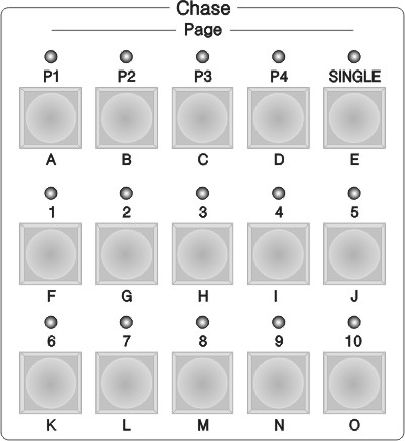 Chase
Page
P1 P2 P3 P4 SINGLE
A B C D E
1 2 3 4 5
F G H I J
6 7 8 9 10
K L M N O